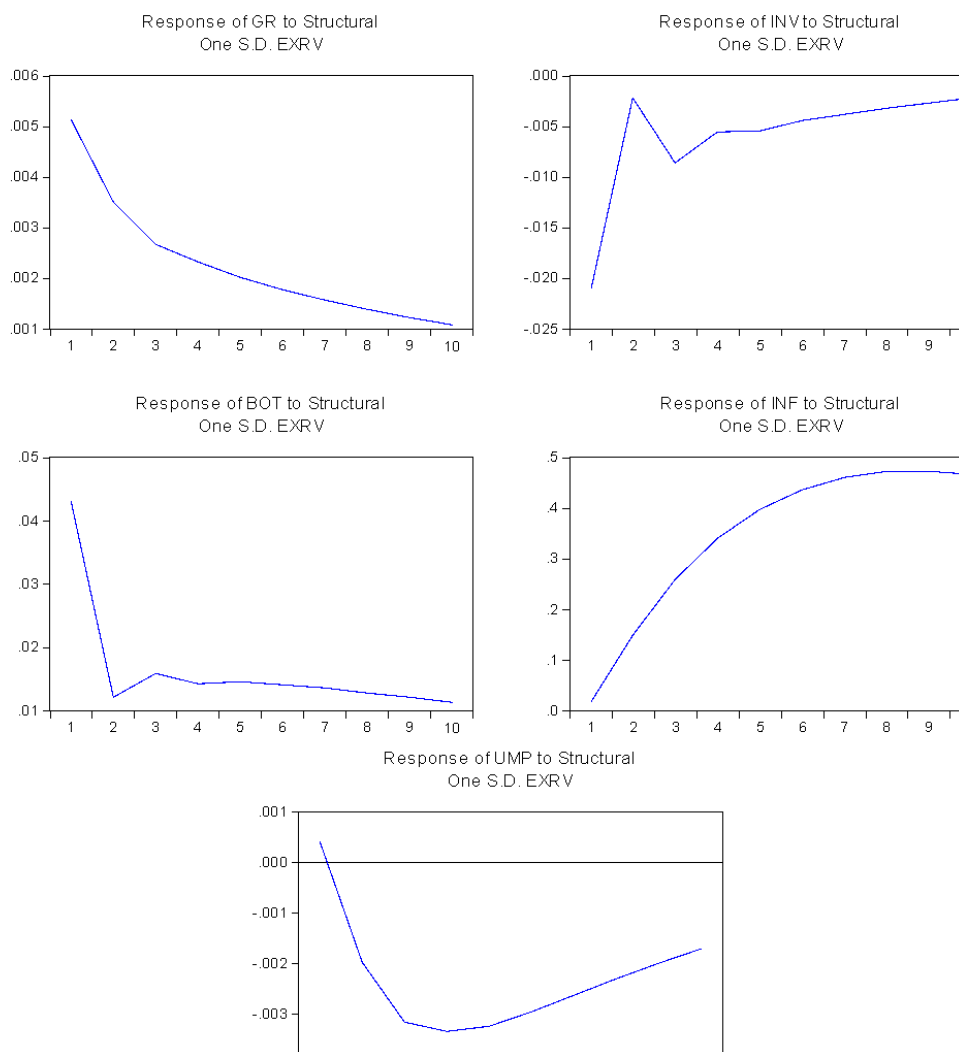 Response of GR to Structural
One S.D. EXRV
.006
.005
.004
.003
.002
.001
1 2 3 4 5 6 7 8 9 10
Response of INV to Structural
One S.D. EXRV
.000
-.005
-.010
-.015
-.020
-.025
1 2 3 4 5 6 7 8 9
Response of BOT to Structural
One S.D. EXRV
.05
.04
.03
.02
.01
1 2 3 4 5 6 7 8 9 10
Response of INF to Structural
One S.D. EXRV
.5
.4
.3
.2
.1
.0
1 2 3 4 5 6 7 8 9
Response of UMP to Structural
One S.D. EXRV
.001
.000
-.001
-.002
-.003